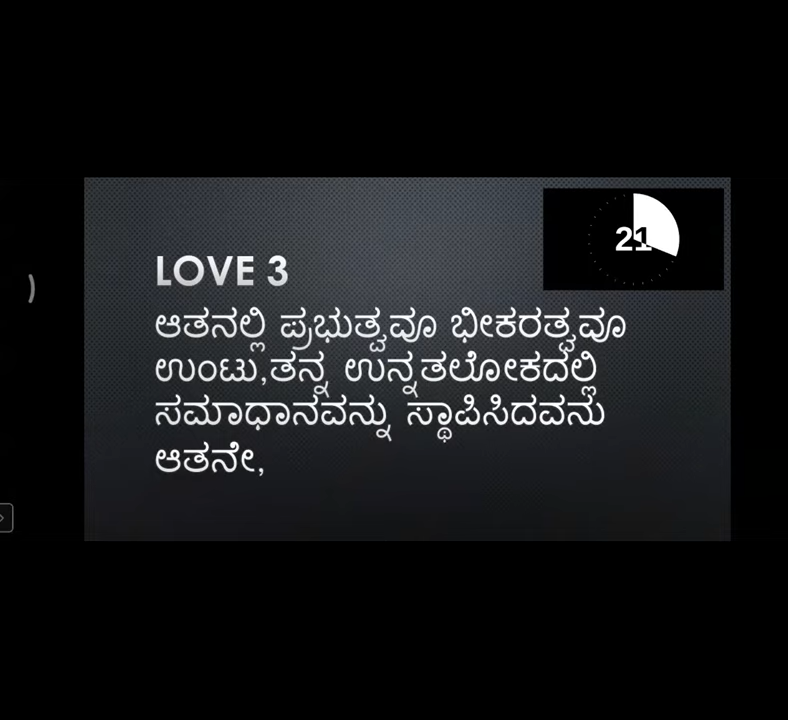 21
LOVE 3
ಆತನಲ್ಲಿ ಪ್ರಭುತ್ವವೂ ಭೀಕರತ್ವವೂ
ಉಂಟು,ತನ್ನ ಉನ್ನತಲೋಕದಲ್ಲಿ
ಸಮಾಧಾನವನ್ನು ಸ್ಥಾಪಿಸಿದವನು
ಆತನೇ,